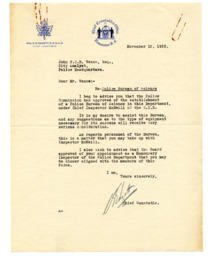 November 10, 1932.
John F.C.B. Vance, Esq.,
City Analyst,
Police Headquarters.
Dear Mr. Vance:-
Re: Police Bureau of Science
I beg to advise you that the Police
Commission has approved of the establishment
of a Police Bureau of Science in this Department,
under Chief Inspector McNeill of the C.I.D.
It is my desire to assist this Bureau,
and any suggestions as to the type of equipment
necessary for its success will receive very
serious consideration.
As regards personnel of the Bureau,
this is a matter that you may take up with
Inspector McNeill.
I also wish to advise that the Board
approved of your appointment as a Honorary
Inspector of the Police Department that you may
be closer aligned with the members of this
Force.
I am,
Yours sincerely,
Chief Constable.